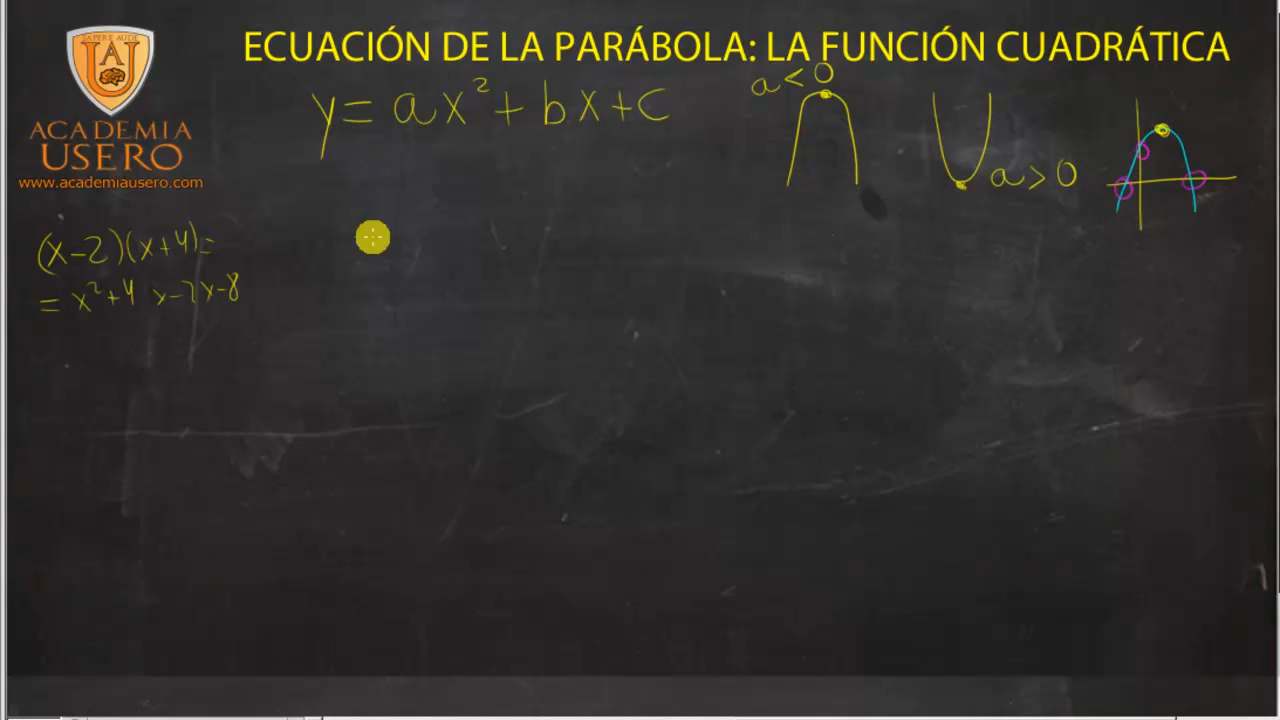 SAPERE AUDE
UA
ACADEMIA
USERO
www.academiausero.com
ECUACIÓN DE LA PARÁBOLA: LA FUNCIÓN CUADRÁTICA
y = ax² + bx + c
a < 0
a > 0
(x-2)(x+4)=
= x²+4x-2x-8